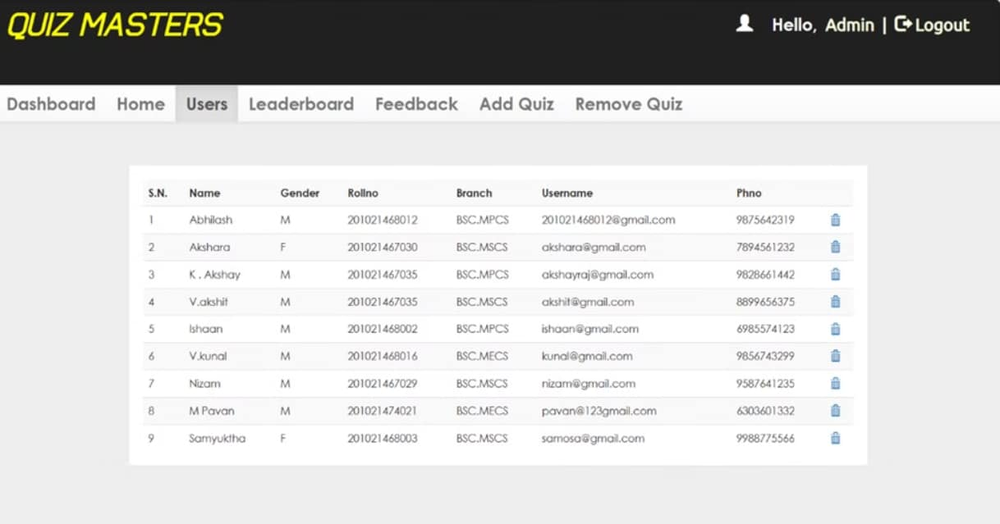 QUIZ MASTERS
Hello, Admin | Logout
Dashboard Home Users Leaderboard Feedback Add Quiz Remove Quiz
S.N. Name Gender Rollno Branch Username Phno
1 Abhilash M 201021468012 BSC.MPCS 201021468012@gmail.com 9875642319
2 Akshara F 201021467030 BSC.MSCS akshara@gmail.com 7894561232
3 K . Akshay M 201021467035 BSC.MPCS akshayraj@gmail.com 9828661442
4 V.akshit M 201021467035 BSC.MSCS akshit@gmail.com 8899656375
5 Ishaan M 201021468002 BSC.MPCS ishaan@gmail.com 6985574123
6 V.kunal M 201021468016 BSC.MECS kunal@gmail.com 9856743299
7 Nizam M 201021467029 BSC.MSCS nizam@gmail.com 9587641235
8 M Pavan M 201021474021 BSC.MECS pavan@123gmail.com 6303601332
9 Samyuktha F 201021468003 BSC.MSCS samosa@gmail.com 9988775566